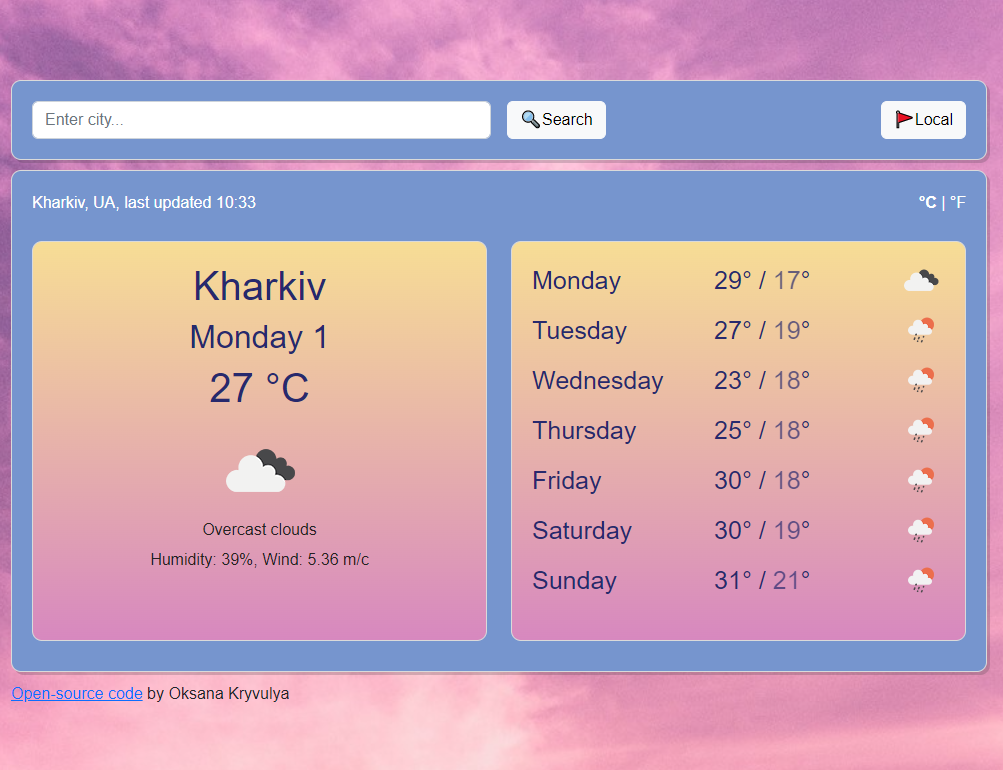 Enter city...
Search
Local
Kharkiv, UA, last updated 10:33
°C | °F
Kharkiv
Monday 1
27 °C
Overcast clouds
Humidity: 39%, Wind: 5.36 m/c
Monday 29° / 17°
Tuesday 27° / 19°
Wednesday 23° / 18°
Thursday 25° / 18°
Friday 30° / 18°
Saturday 30° / 19°
Sunday 31° / 21°
Open-source code by Oksana Kryvulya